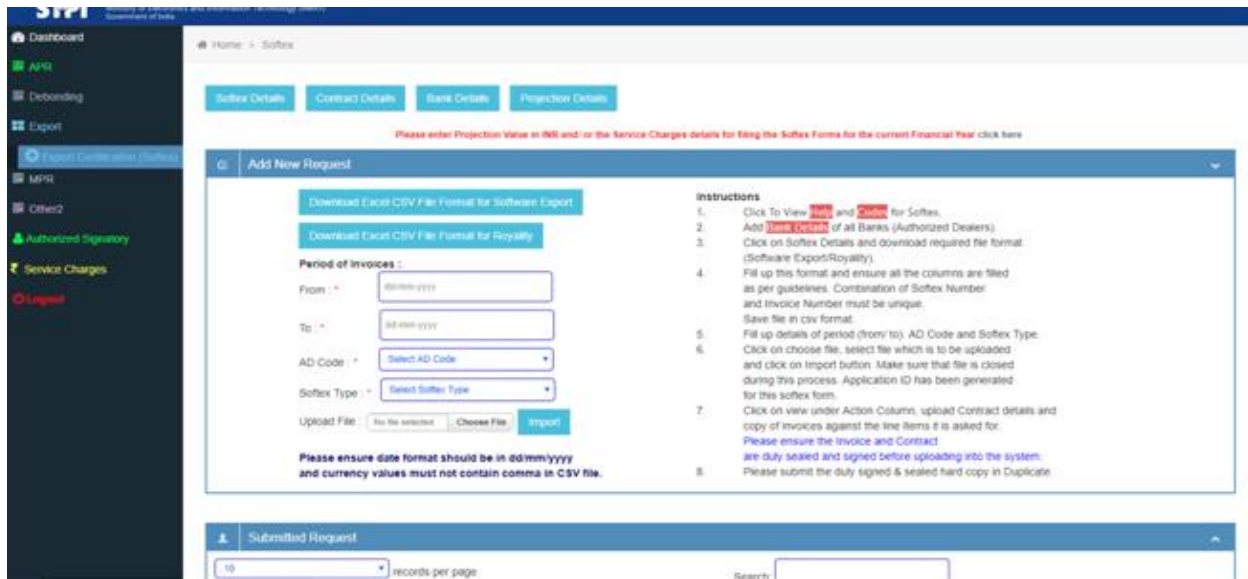 STPI
Ministry of Electronics and Information Technology (MeitY)
Government of India
Dashboard
APR
Debonding
Export
Export Certification (Softex)
MPR
Other2
Authorized Signatory
₹ Service Charges
Logout
Home > Softex
Softex Details
Contract Details
Bank Details
Projection Details
Please enter Projection Value in INR and/ or the Service Charges details for filing the Softex Forms for the current Financial Year click here
Add New Request
Download Excel CSV File Format for Software Export
Download Excel CSV File Format for Royality
Period of Invoices :
From : *
dd-mm-yyyy
To : *
dd-mm-yyyy
AD Code : *
Select AD Code
Softex Type : *
Select Softex Type
Upload File :
No file selected
Choose File
Import
Please ensure date format should be in dd/mm/yyyy
and currency values must not contain comma in CSV file.
Instructions
1. Click To View Help and Codes for Softex.
2. Add Bank Details of all Banks (Authorized Dealers).
3. Click on Softex Details and download required file format
(Software Export/Royality).
4. Fill up this format and ensure all the columns are filled
as per guidelines. Combination of Softex Number
and Invoice Number must be unique.
Save file in csv format.
5. Fill up details of period (from/ to), AD Code and Softex Type.
6. Click on choose file, select file which is to be uploaded
and click on Import button. Make sure that file is closed
during this process. Application ID has been generated
for this softex form.
7. Click on view under Action Column, upload Contract details and
copy of invoices against the line items it is asked for.
Please ensure the Invoice and Contract
are duly sealed and signed before uploading into the system.
8. Please submit the duly signed & sealed hard copy in Duplicate.
Submitted Request
10
records per page
Search: